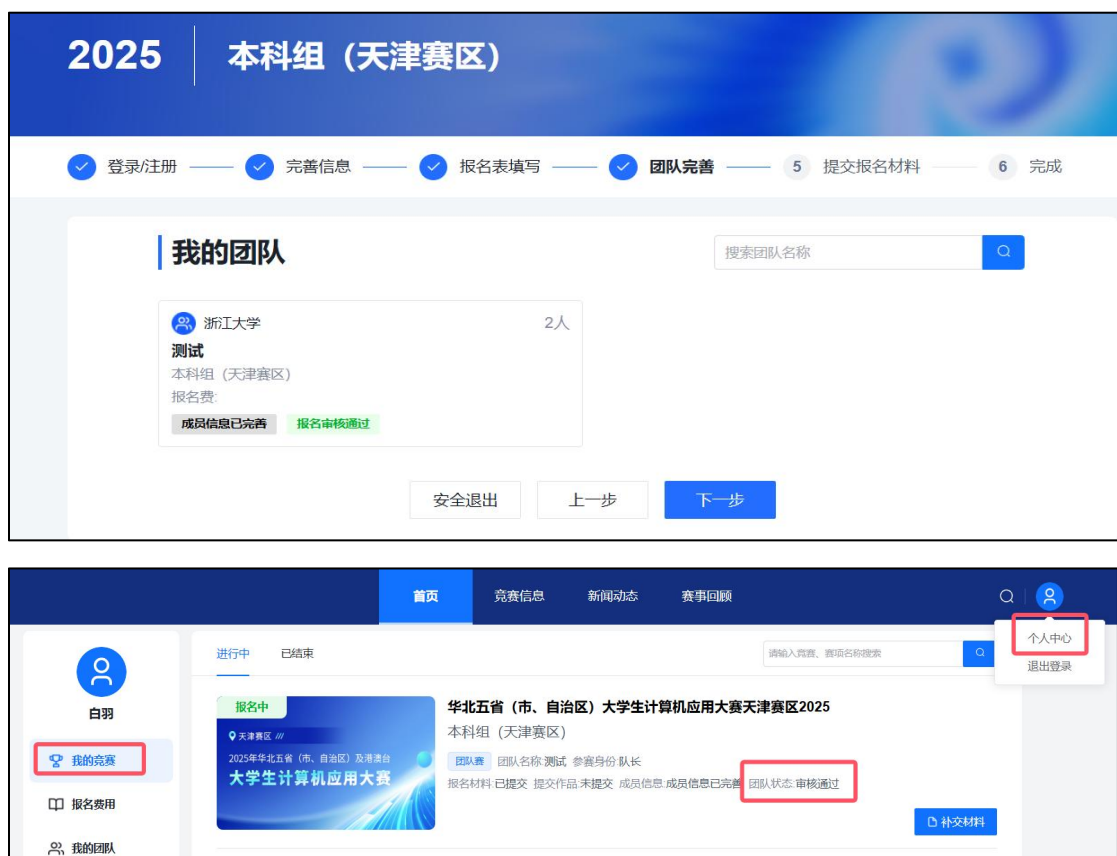 2025 本科组（天津赛区）
登录/注册 完善信息 报名表填写 团队完善 5 提交报名材料 6 完成
我的团队
搜索团队名称
浙江大学 2人
测试
本科组（天津赛区）
报名费:
成员信息已完善 报名审核通过
安全退出 上一步 下一步
首页 竞赛信息 新闻动态 赛事回顾
个人中心
退出登录
进行中 已结束 请输入竞赛、赛项名称搜索
白羽
我的竞赛
报名费用
我的团队
报名中
天津赛区 ///
2025年华北五省（市、自治区）及港澳台
大学生计算机应用大赛
华北五省（市、自治区）大学生计算机应用大赛天津赛区2025
本科组（天津赛区）
团队赛 团队名称:测试 参赛身份:队长
报名材料:已提交 提交作品:未提交 成员信息:成员信息已完善 团队状态:审核通过
补交材料